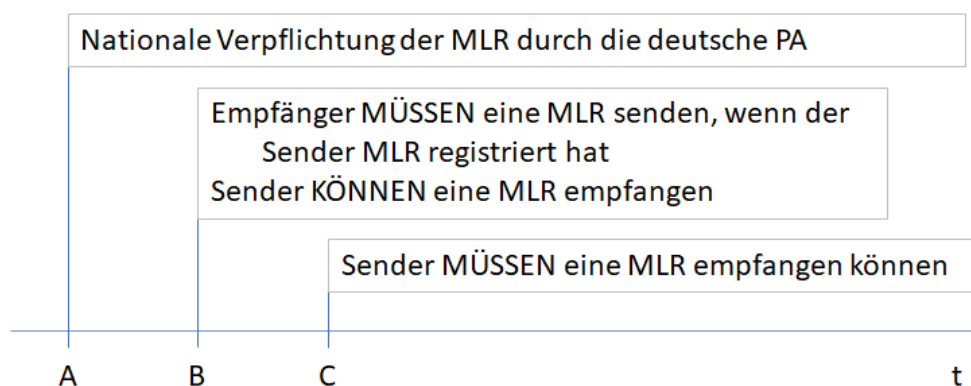 Nationale Verpflichtung der MLR durch die deutsche PA
Empfänger MÜSSEN eine MLR senden, wenn der
Sender MLR registriert hat
Sender KÖNNEN eine MLR empfangen
Sender MÜSSEN eine MLR empfangen können
A B C t